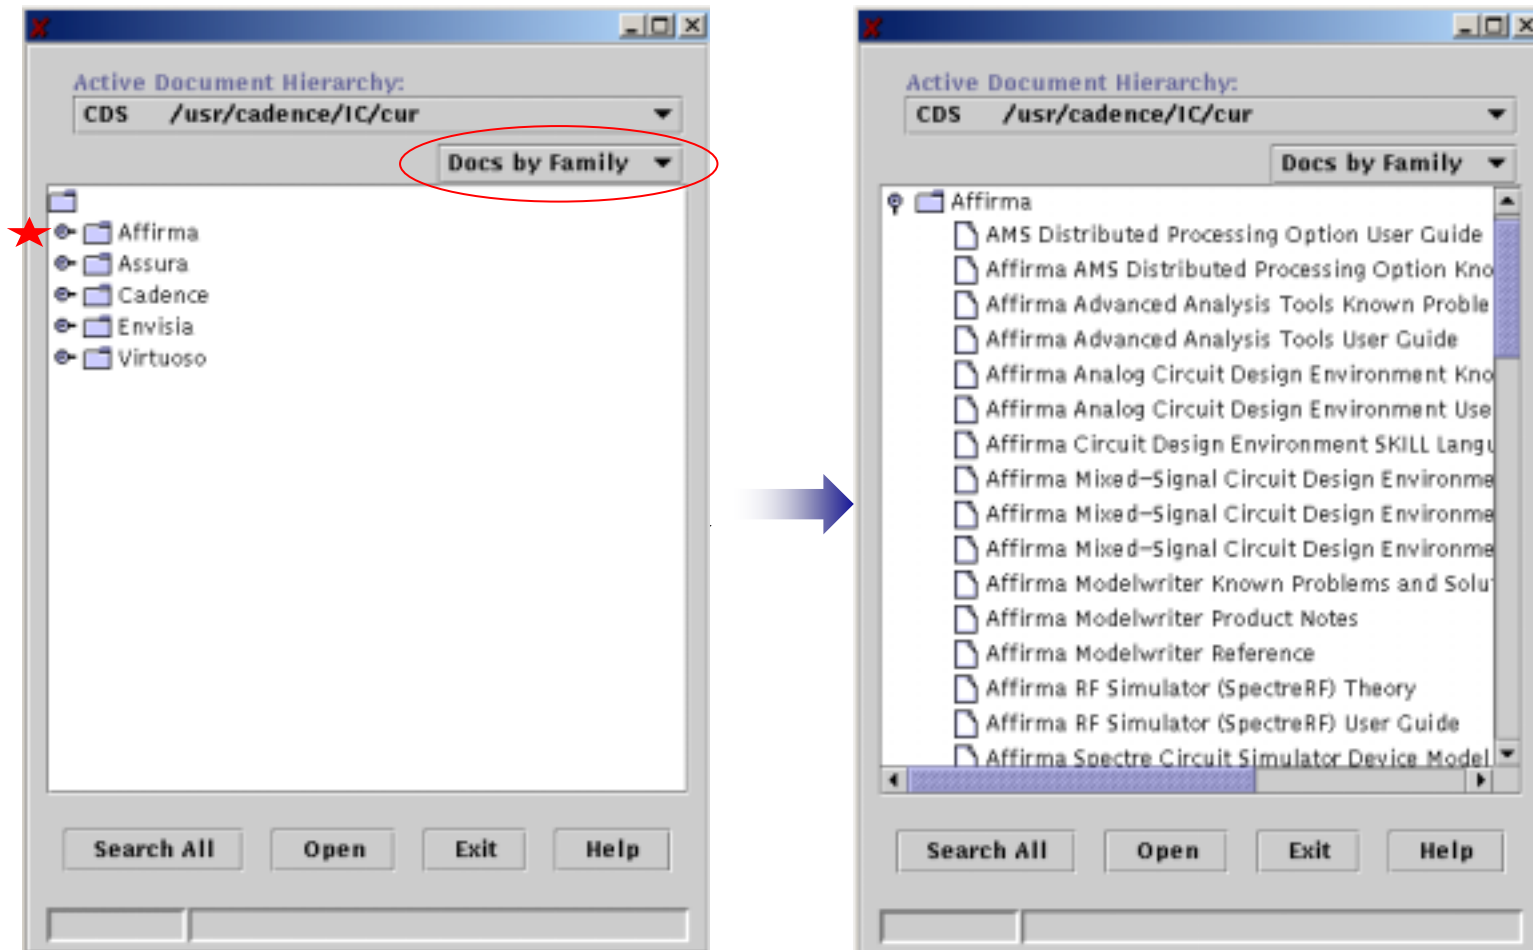 Active Document Hierarchy:
CDS /usr/cadence/IC/cur
Docs by Family
Affirma
Assura
Cadence
Envisia
Virtuoso
Search All Open Exit Help
Active Document Hierarchy:
CDS /usr/cadence/IC/cur
Docs by Family
Affirma
AMS Distributed Processing Option User Guide
Affirma AMS Distributed Processing Option Kno
Affirma Advanced Analysis Tools Known Proble
Affirma Advanced Analysis Tools User Guide
Affirma Analog Circuit Design Environment Kno
Affirma Analog Circuit Design Environment Use
Affirma Circuit Design Environment SKILL Langu
Affirma Mixed-Signal Circuit Design Environme
Affirma Mixed-Signal Circuit Design Environme
Affirma Mixed-Signal Circuit Design Environme
Affirma Modelwriter Known Problems and Solu
Affirma Modelwriter Product Notes
Affirma Modelwriter Reference
Affirma RF Simulator (SpectreRF) Theory
Affirma RF Simulator (SpectreRF) User Guide
Affirma Spectre Circuit Simulator Device Model
Search All Open Exit Help